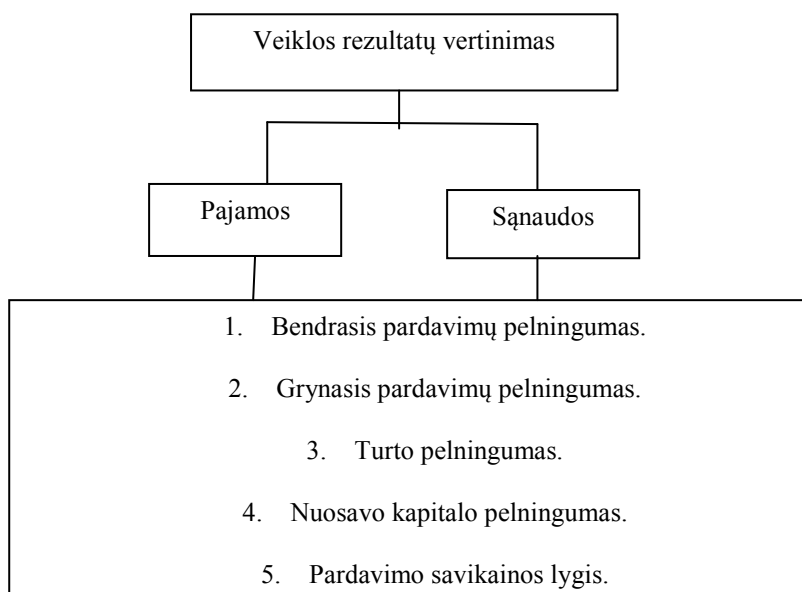 Veiklos rezultatų vertinimas
Pajamos
Sąnaudos
1. Bendrasis pardavimų pelningumas.
2. Grynasis pardavimų pelningumas.
3. Turto pelningumas.
4. Nuosavo kapitalo pelningumas.
5. Pardavimo savikainos lygis.